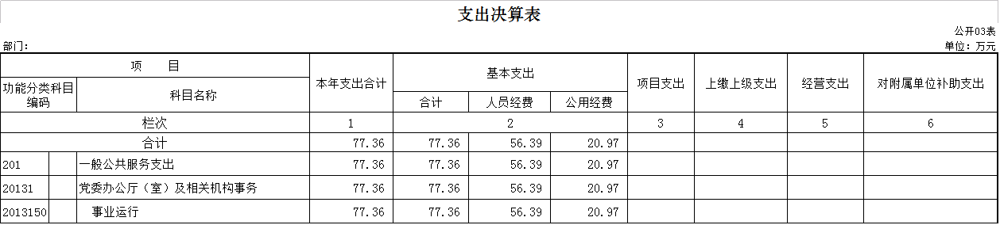 支出决算表
公开03表
部门： 单位：万元
项 目 本年支出合计 基本支出 项目支出 上缴上级支出 经营支出 对附属单位补助支出
功能分类科目编码 科目名称 合计 人员经费 公用经费
栏次 1 2 3 4 5 6
合计 77.36 77.36 56.39 20.97
201 一般公共服务支出 77.36 77.36 56.39 20.97
20131 党委办公厅（室）及相关机构事务 77.36 77.36 56.39 20.97
2013150 事业运行 77.36 77.36 56.39 20.97